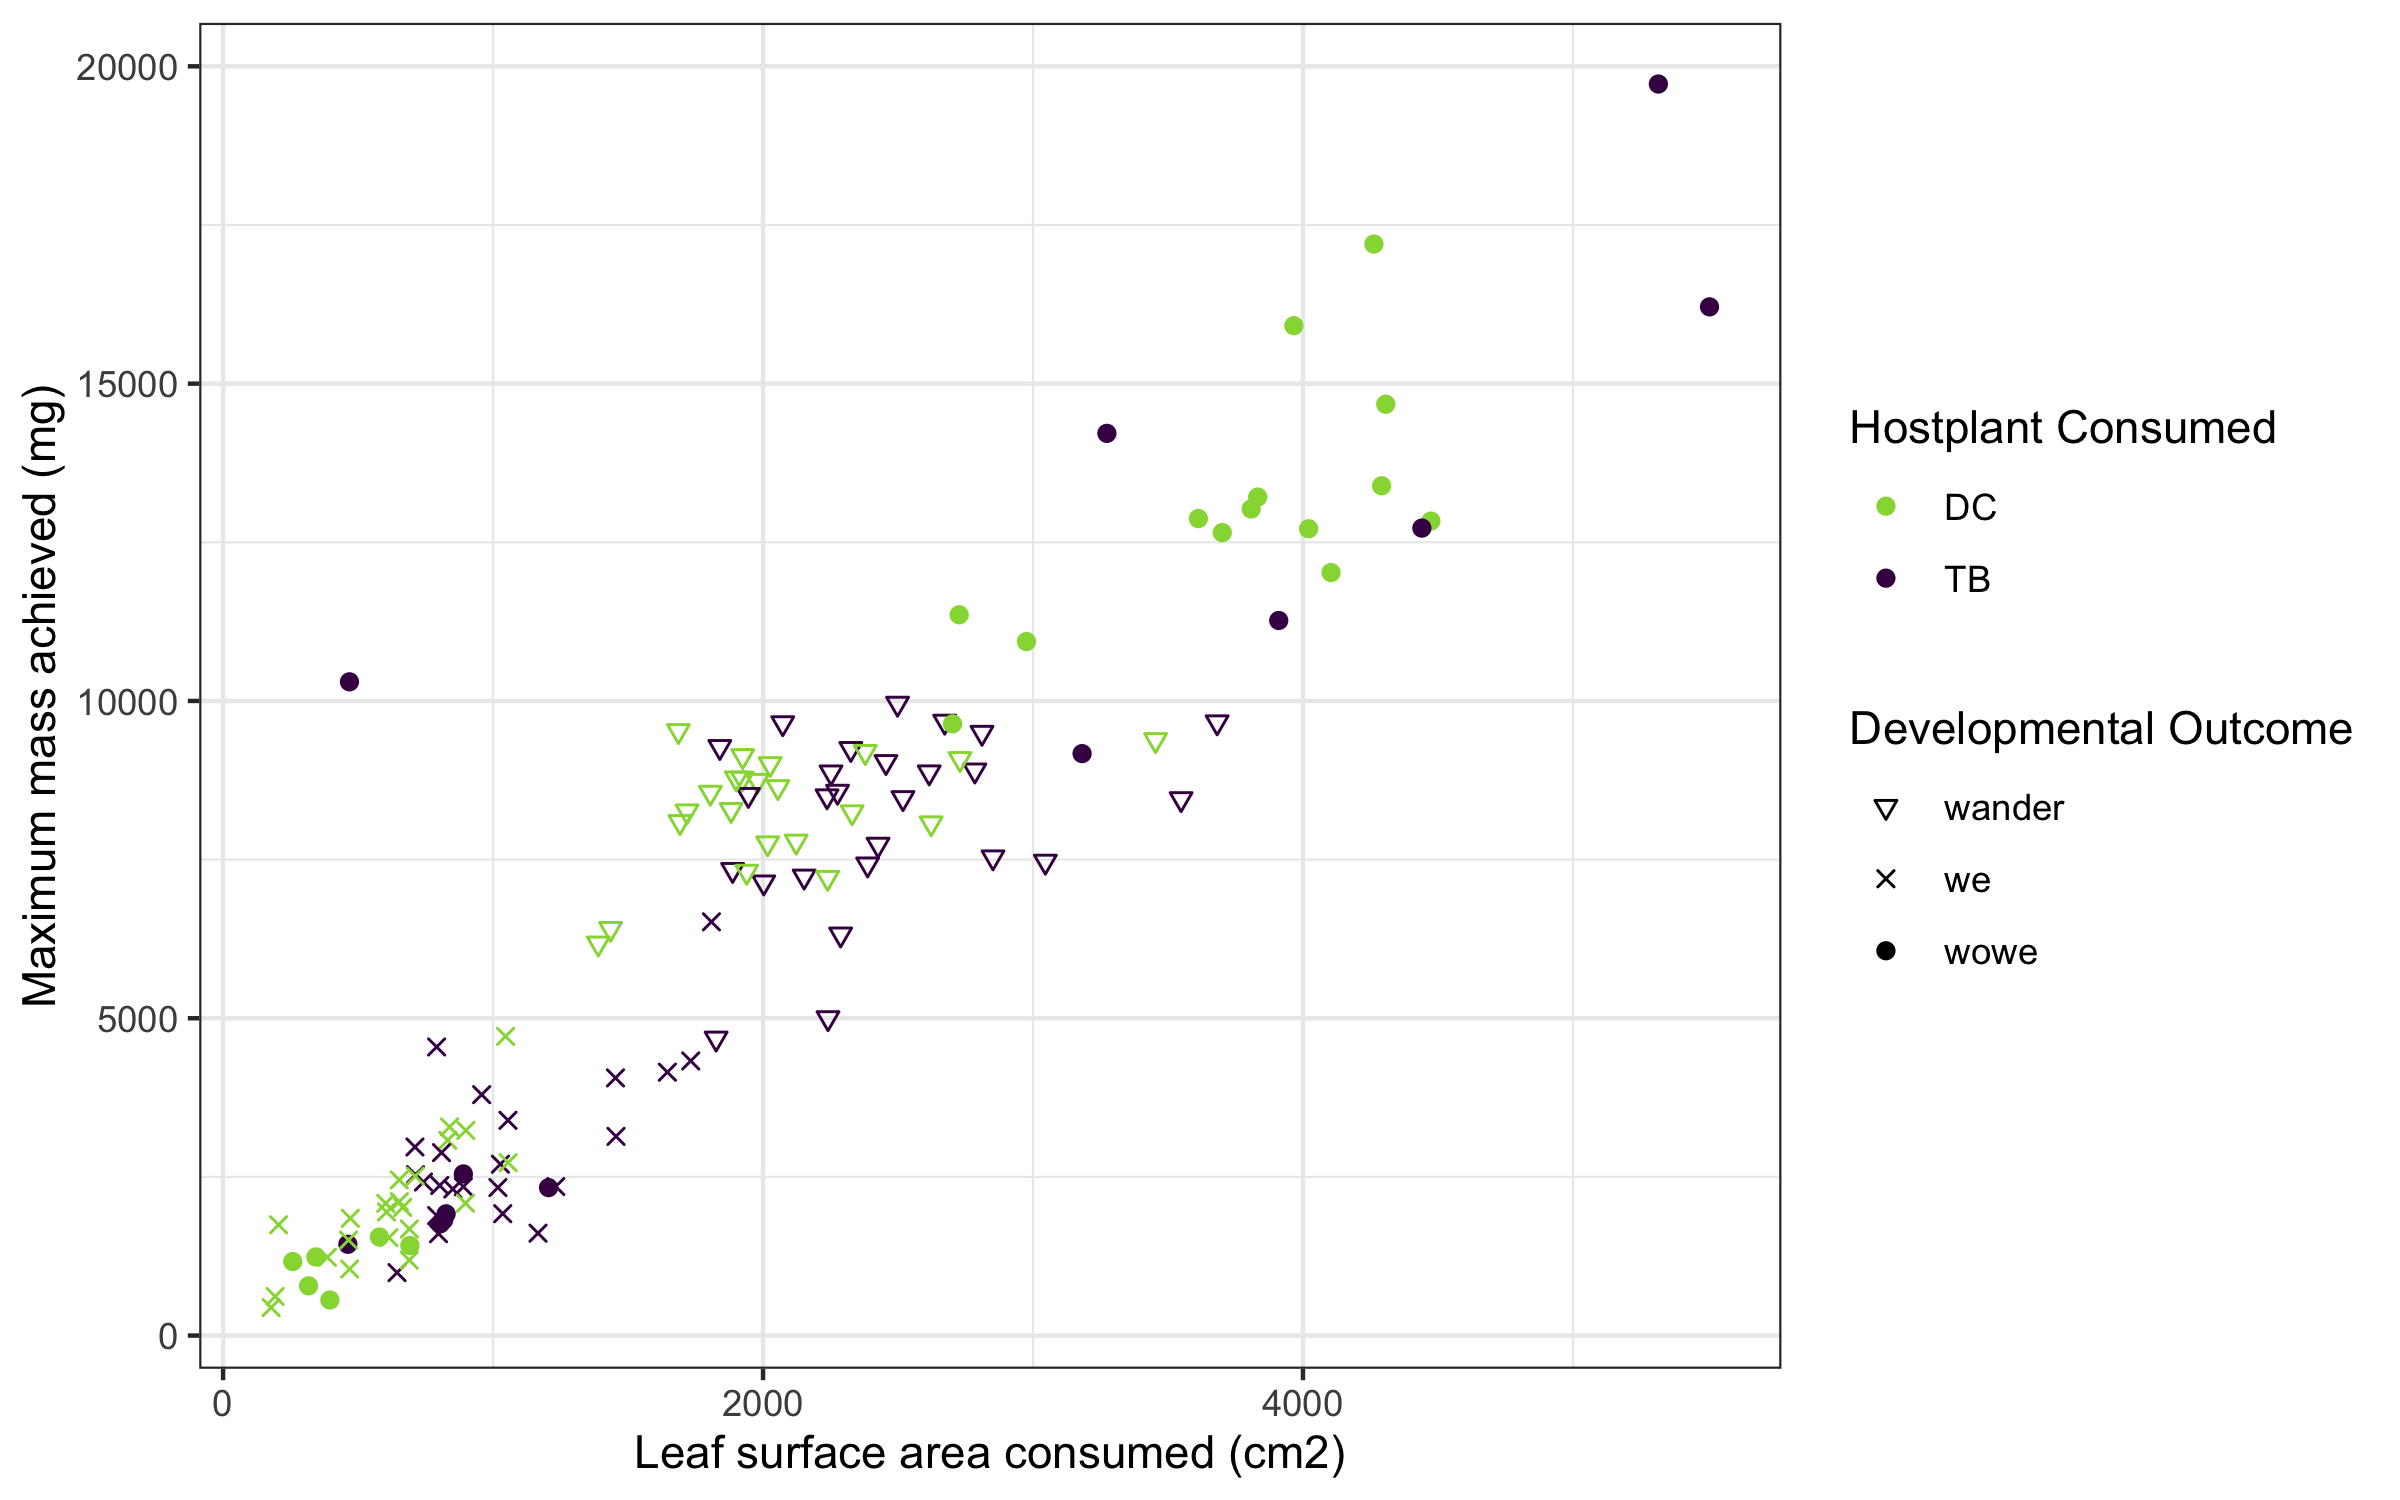 Maximum mass achieved (mg)
20000
15000
10000
5000
0
0
2000
4000
Leaf surface area consumed (cm2)
Hostplant Consumed
DC
TB
Developmental Outcome
wander
we
wowe